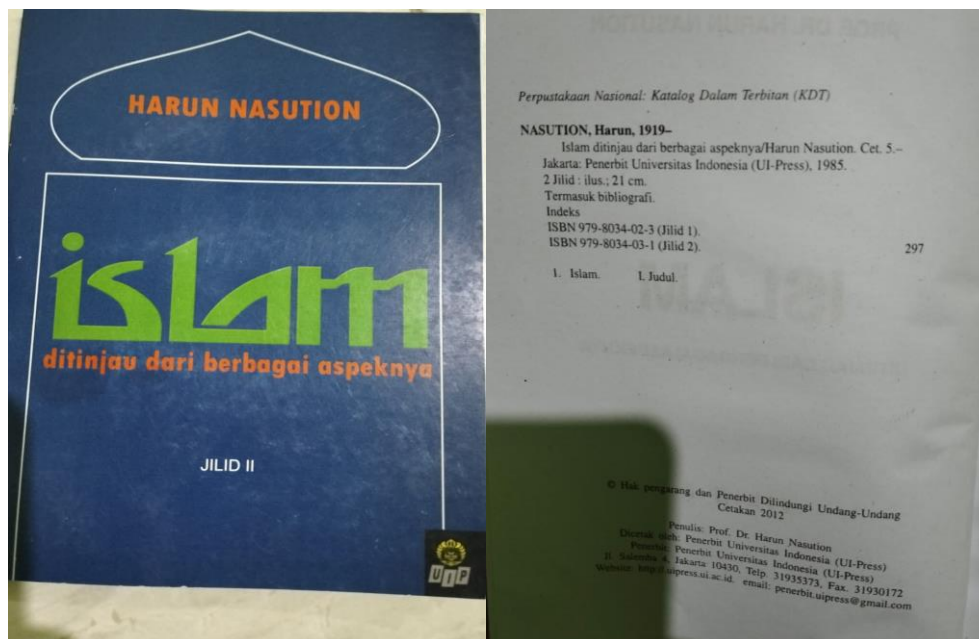 HARUN NASUTION
islam
ditinjau dari berbagai aspeknya
JILID II
UIP
Perpustakaan Nasional: Katalog Dalam Terbitan (KDT)
NASUTION, Harun, 1919–
Islam ditinjau dari berbagai aspeknya/Harun Nasution. Cet. 5.–
Jakarta: Penerbit Universitas Indonesia (UI-Press), 1985.
2 Jilid : ilus.; 21 cm.
Termasuk bibliografi.
Indeks
ISBN 979-8034-02-3 (Jilid 1).
ISBN 979-8034-03-1 (Jilid 2). 297
1. Islam. I. Judul.
© Hak pengarang dan Penerbit Dilindungi Undang-Undang
Cetakan 2012
Penulis: Prof. Dr. Harun Nasution
Dicetak oleh: Penerbit Universitas Indonesia (UI-Press)
Penerbit: Penerbit Universitas Indonesia (UI-Press)
Jl. Salemba 4, Jakarta 10430, Telp. 31935373, Fax. 31930172
Website: http://.uipress.ui.ac.id. email: penerbit.uipress@gmail.com